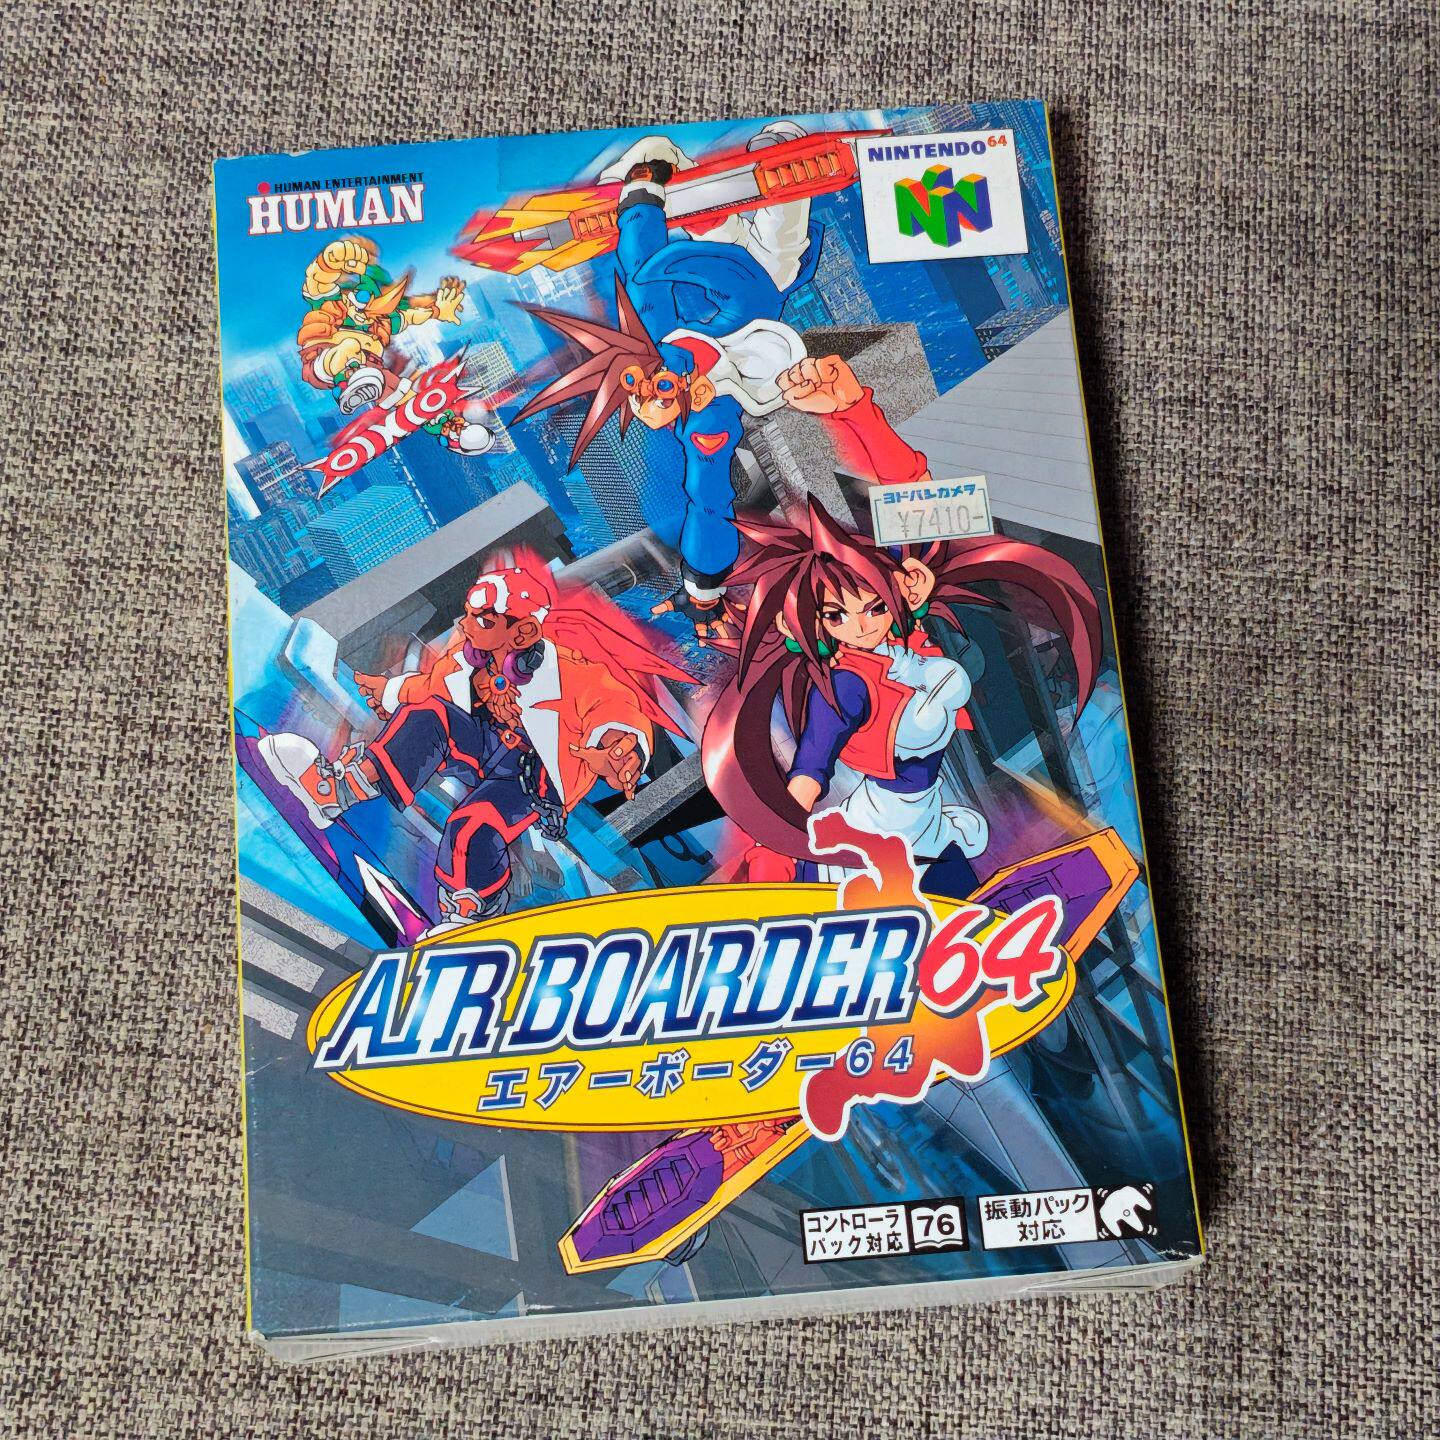 HUMAN ENTERTAINMENT
HUMAN
NINTENDO64
ヨドバシカメラ
¥7410-
AIR BOARDER 64
エアーボーダー64
コントローラ
パック対応
76
振動パック
対応